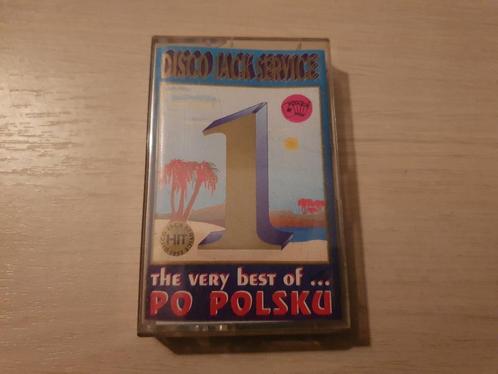 DISCO JACK SERVICE
1
HIT
THE VERY BEST OF ...
PO POLSKU